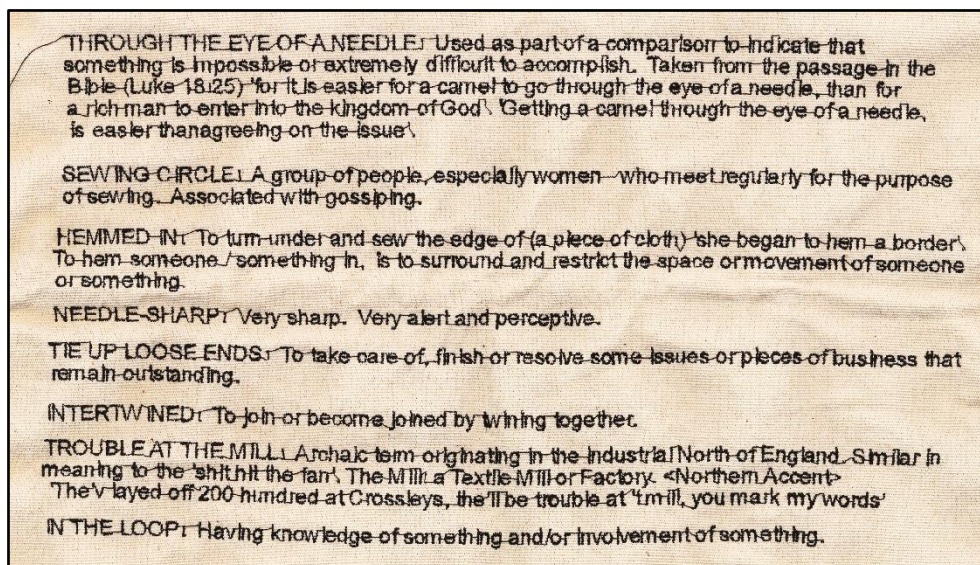 THROUGH THE EYE OF A NEEDLE: Used as part of a comparison to indicate that
something is impossible or extremely difficult to accomplish. Taken from the passage in the
Bible (Luke 18:25) 'for it is easier for a camel to go through the eye of a needle, than for
a rich man to enter into the kingdom of God'. 'Getting a camel through the eye of a needle,
is easier thanagreeing on the issue'.
SEWING CIRCLE: A group of people, especially women who meet regularly for the purpose
of sewing. Associated with gossiping.
HEMMED IN: To turn under and sew the edge of (a piece of cloth) 'she began to hem a border'.
To hem someone / something in, is to surround and restrict the space or movement of someone
or something.
NEEDLE-SHARP: Very sharp. Very alert and perceptive.
TIE UP LOOSE ENDS: To take care of, finish or resolve some issues or pieces of business that
remain outstanding.
INTERTWINED: To join or become joined by twining together.
TROUBLE AT THE MILL: Archaic term originating in the industrial North of England. Similar in
meaning to the 'shit hit the fan'. The Mill: a Textile Mill or Factory. <Northern Accent>
'The'v layed off 200 hundred at Crossleys, the'll be trouble at 't mill, you mark my words'
IN THE LOOP: Having knowledge of something and/or involvement of something.